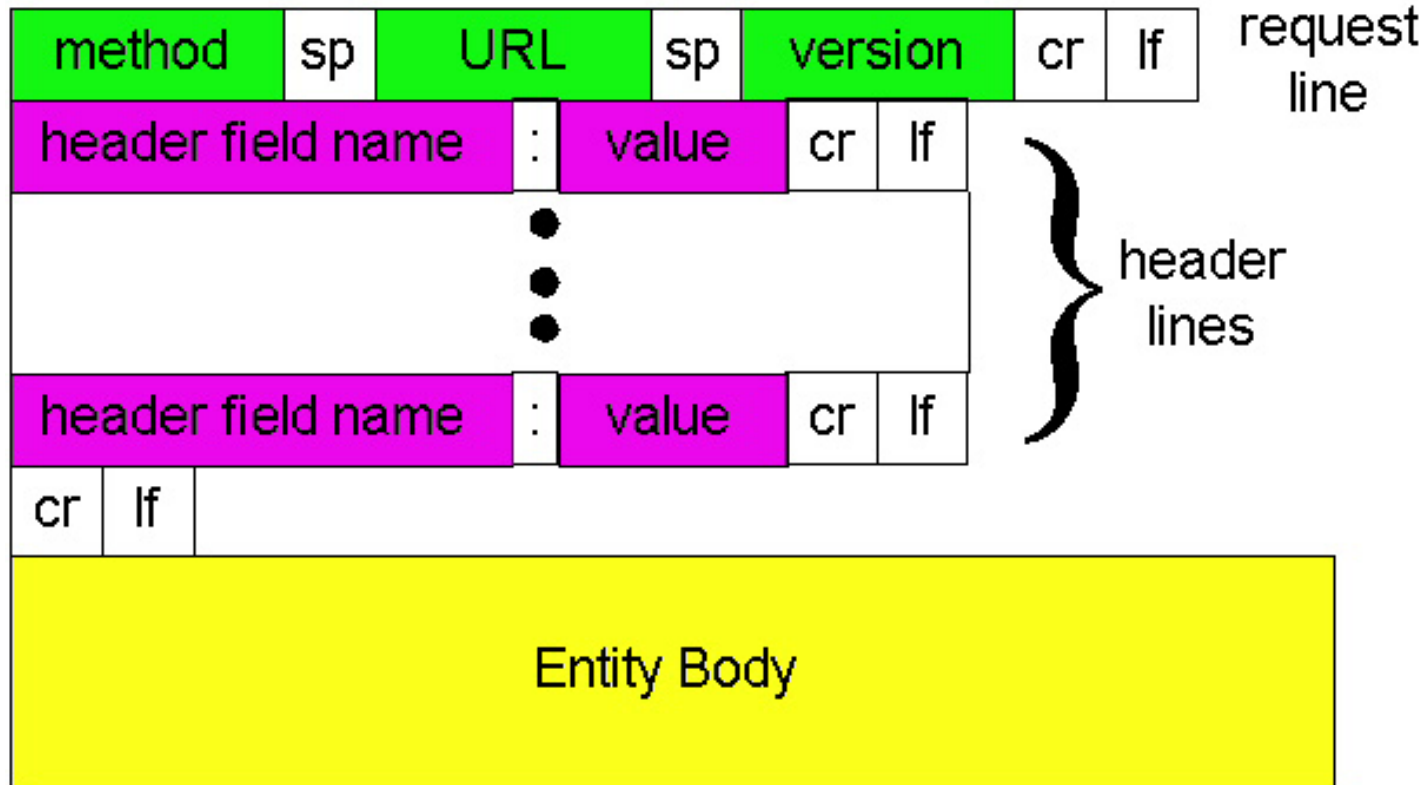 method sp URL sp version cr lf request line
header field name : value cr lf
header lines
header field name : value cr lf
cr lf
Entity Body